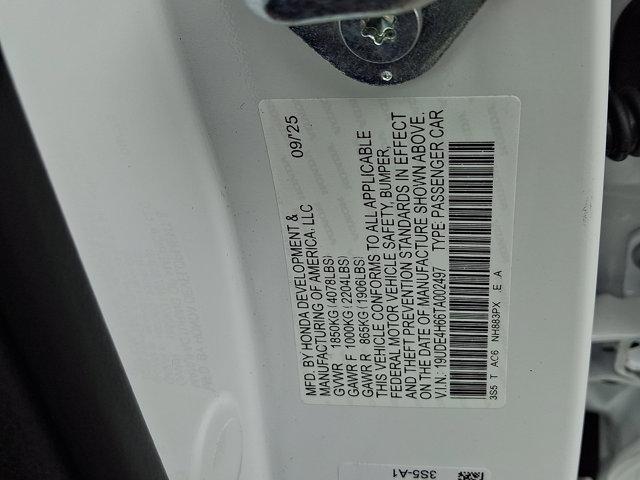 MFD. BY HONDA DEVELOPMENT &
MANUFACTURING OF AMERICA, LLC 09/'25
GVWR 1850KG(4078LBS)
GAWR F 1000KG(2204LBS)
GAWR R 865KG(1906LBS)
THIS VEHICLE CONFORMS TO ALL APPLICABLE
FEDERAL MOTOR VEHICLE SAFETY, BUMPER,
AND THEFT PREVENTION STANDARDS IN EFFECT
ON THE DATE OF MANUFACTURE SHOWN ABOVE.
V.I.N.: 19UDE4H66TA002497 TYPE: PASSENGER CAR
3S5 T AC6 NH883PX E A
3S5-A1